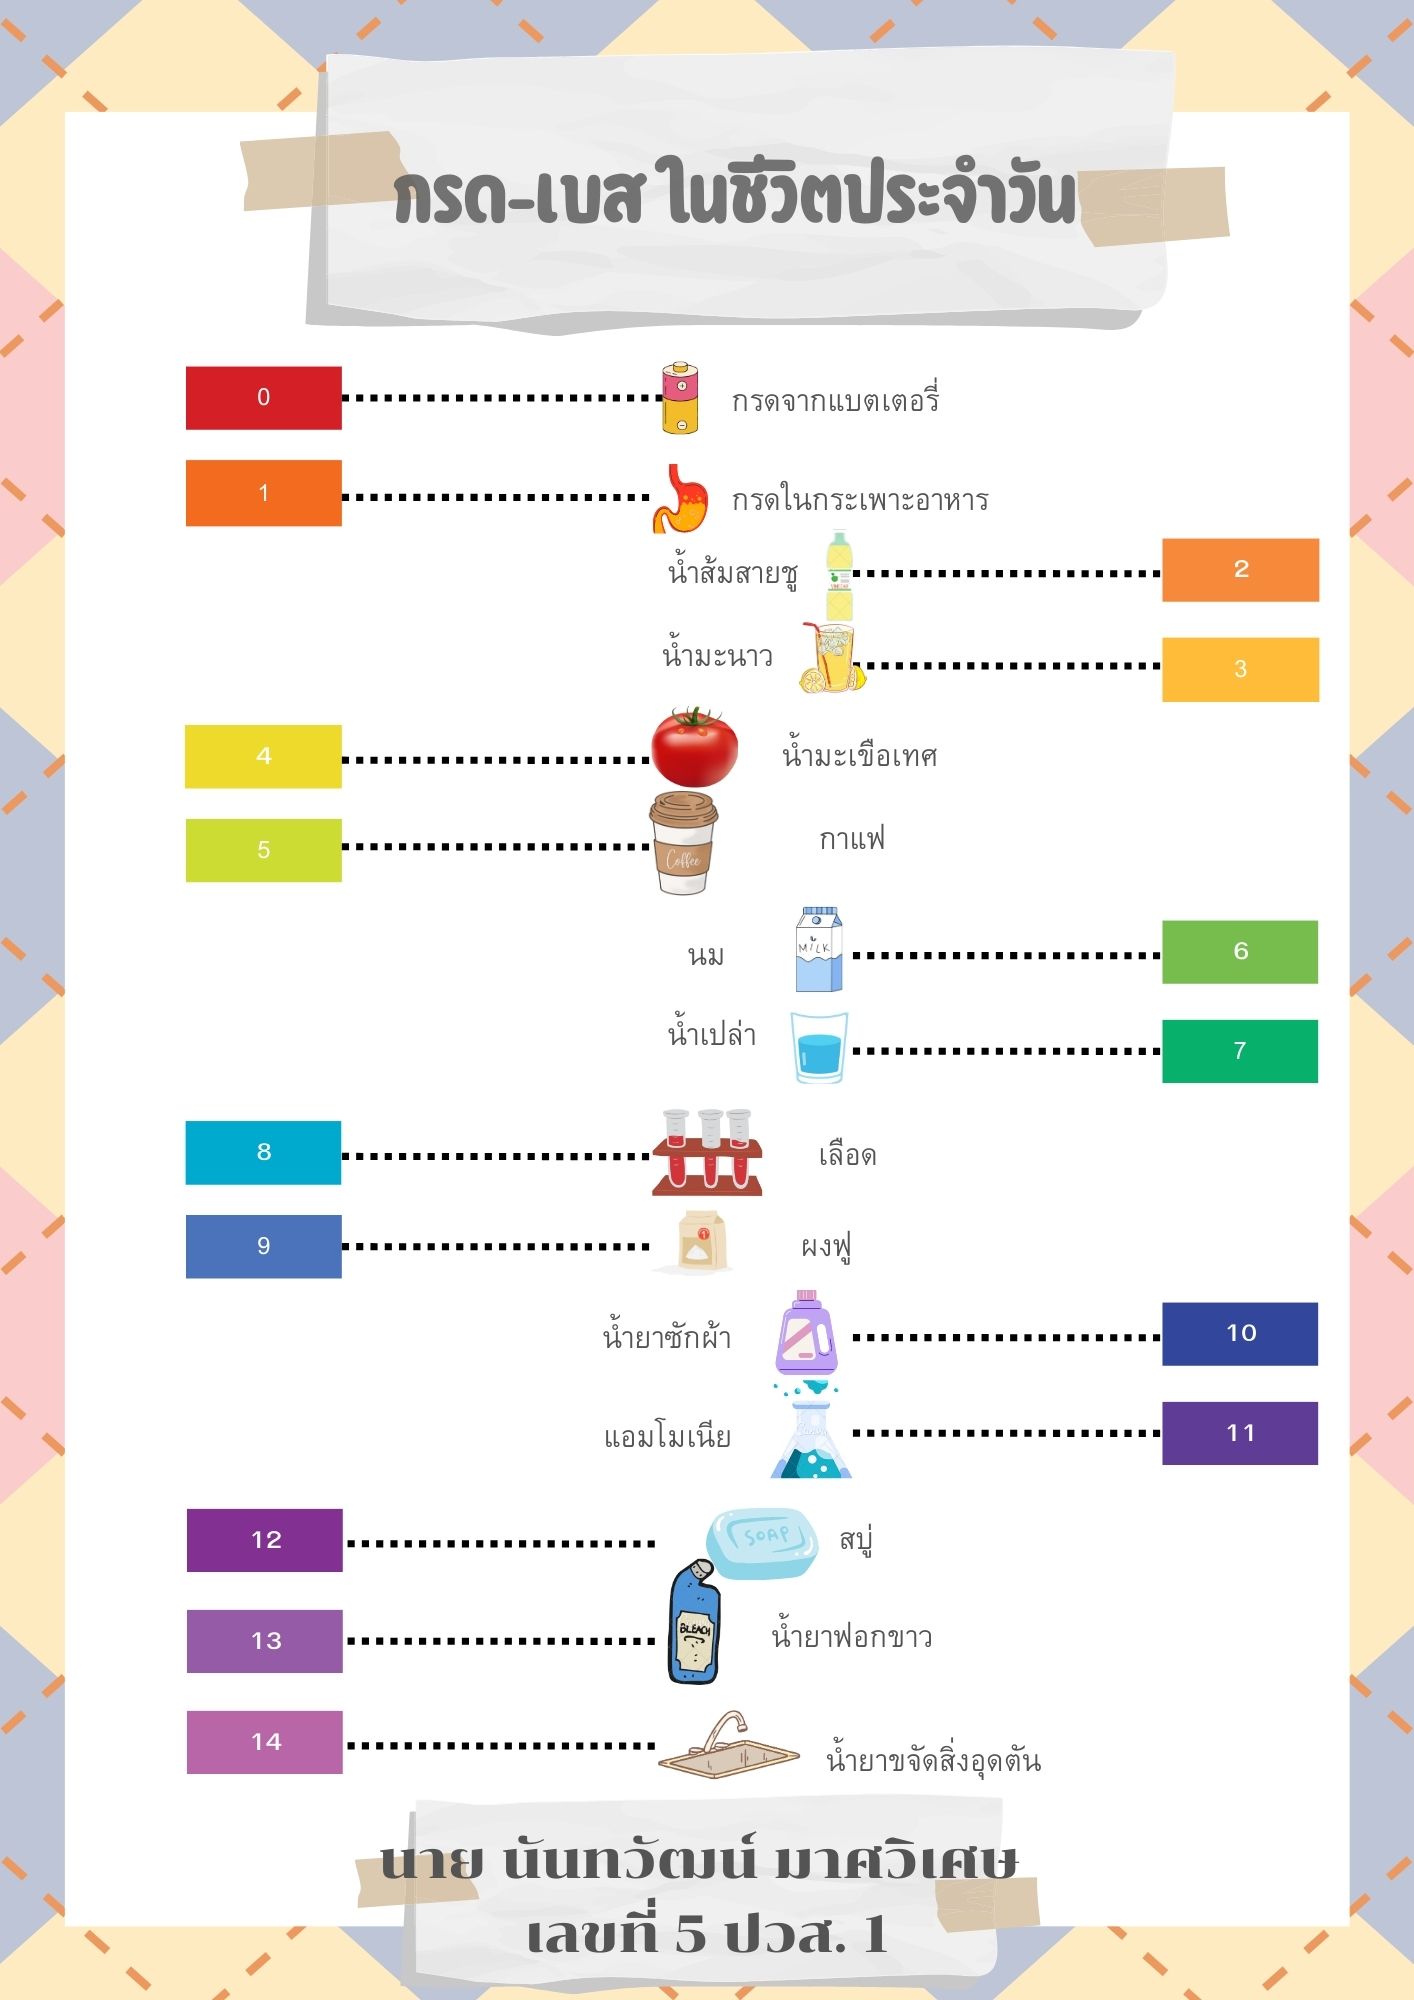 กรด-เบส ในชีวิตประจำวัน
0 กรดจากแบตเตอรี่
1 กรดในกระเพาะอาหาร
น้ำส้มสายชู VINEGAR 2
น้ำมะนาว 3
4 น้ำมะเขือเทศ
5 Coffee กาแฟ
นม MILK 6
น้ำเปล่า 7
8 เลือด
9 ผงฟู
น้ำยาซักผ้า 10
แอมโมเนีย Canva 11
12 SOAP สบู่
13 BLEACH น้ำยาฟอกขาว
14 น้ำยาขจัดสิ่งอุดตัน
นาย นันทวัฒน์ มาศวิเศษ
เลขที่ 5 ปวส. 1